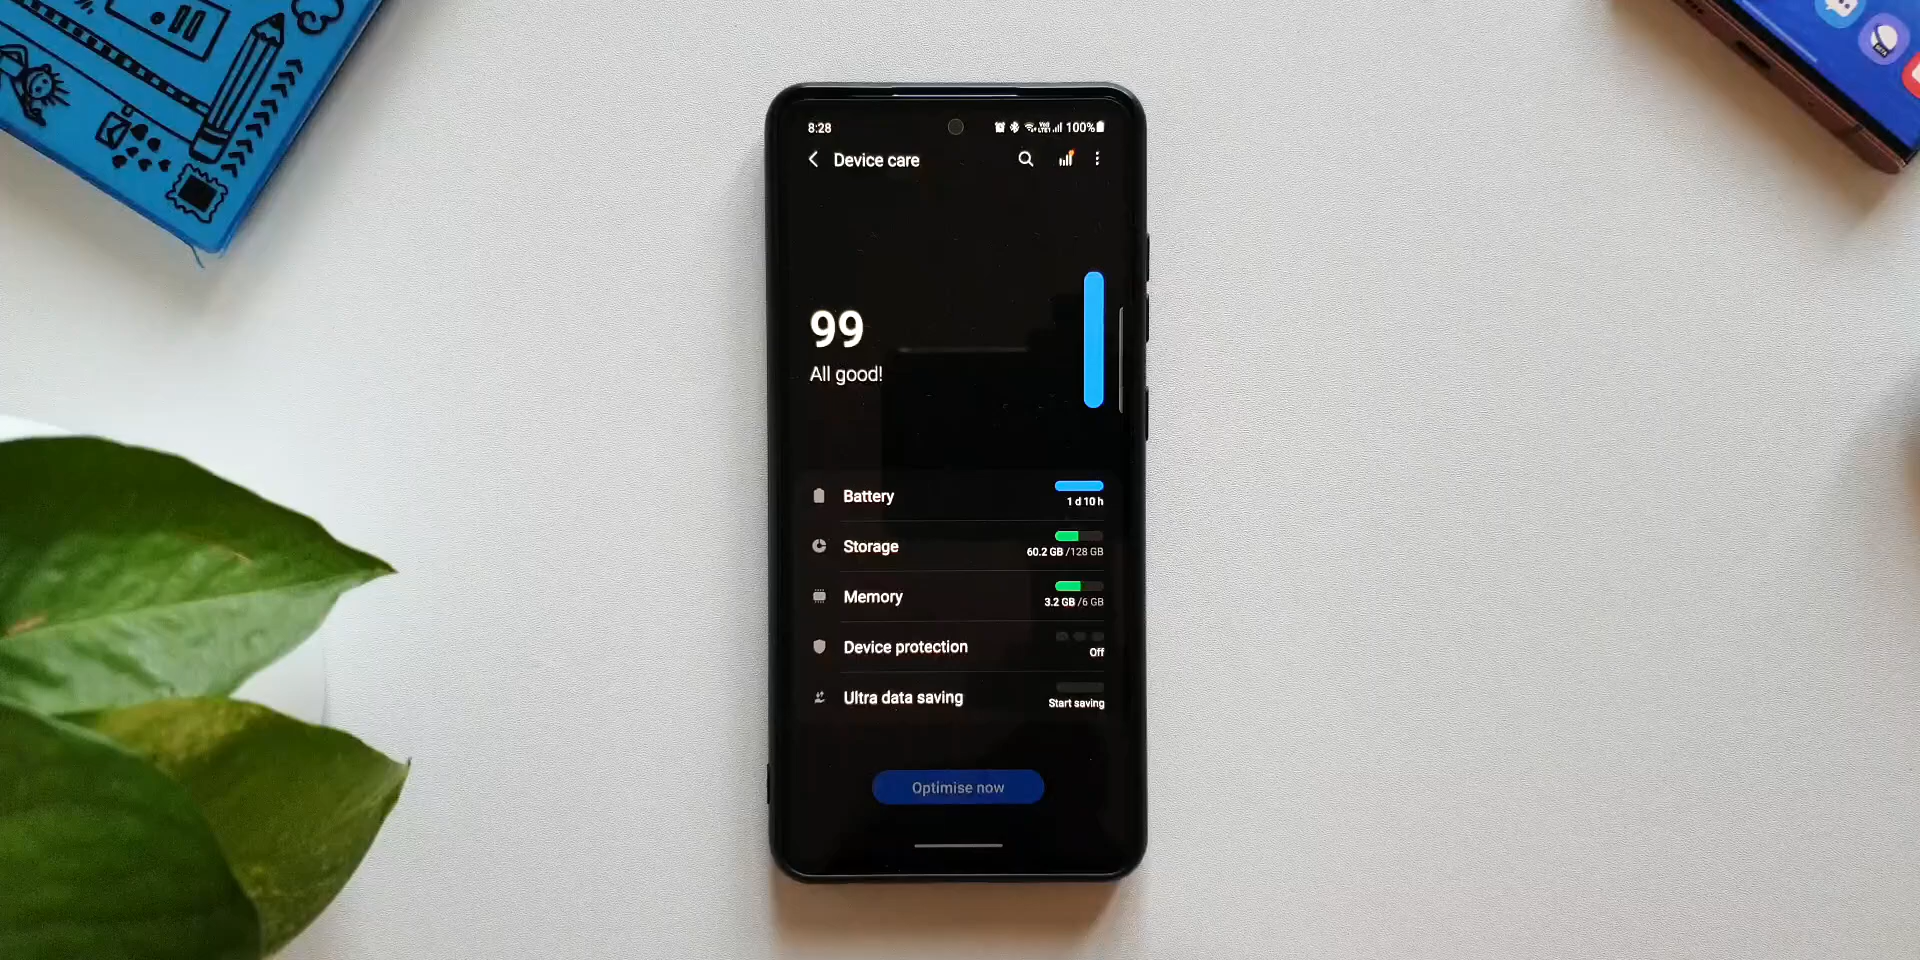 8:28
100%
Device care
99
All good!
Battery
1 d 10 h
Storage
60.2 GB /128 GB
Memory
3.2 GB /6 GB
Device protection
Off
Ultra data saving
Start saving
Optimise now